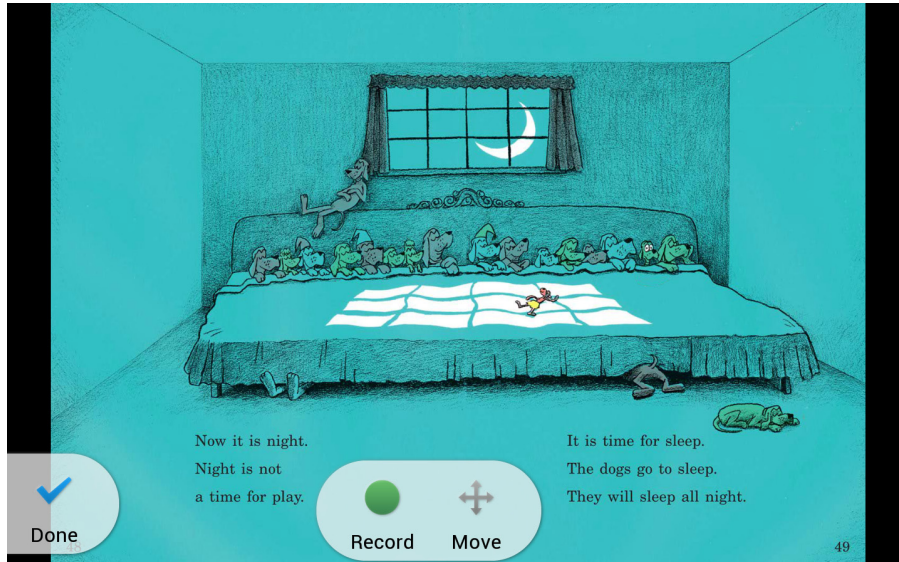 Now it is night.
Night is not
a time for play.
It is time for sleep.
The dogs go to sleep.
They will sleep all night.
Done
Record
Move
48
49